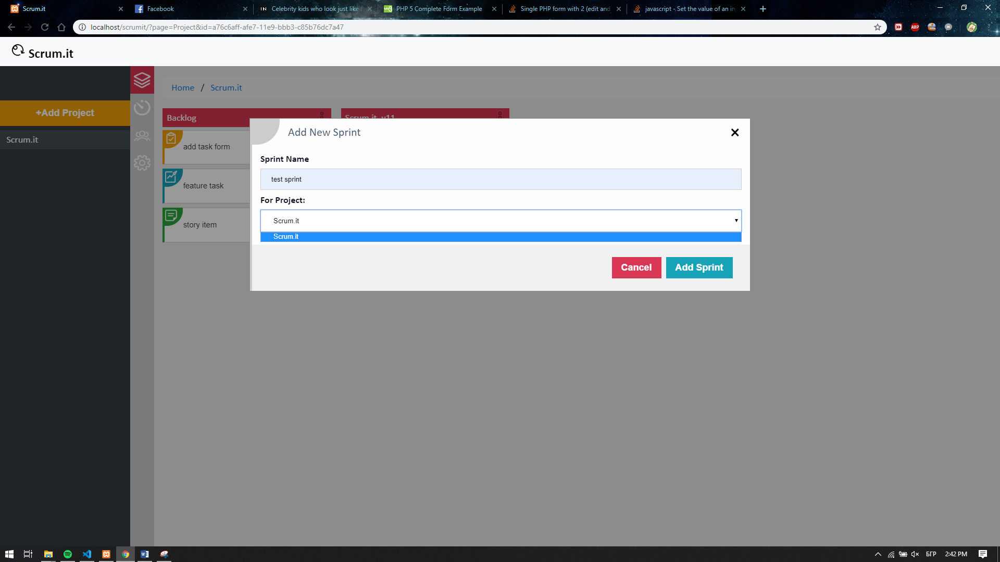 Scrum.it
Facebook
Celebrity kids who look just like
PHP 5 Complete Form Example
Single PHP form with 2 (edit and
javascript - Set the value of an in
localhost/scrumit/?page=Project&id=a76c6aff-afe7-11e9-bbb3-c85b76dc7a47
ABP
Scrum.it
Home / Scrum.it
+Add Project
Scrum.it
Backlog
Scrum.it_v11
add task form
feature task
story item
Add New Sprint
Sprint Name
test sprint
For Project:
Scrum.it
Scrum.it
Cancel
Add Sprint
БГР
2:42 PM